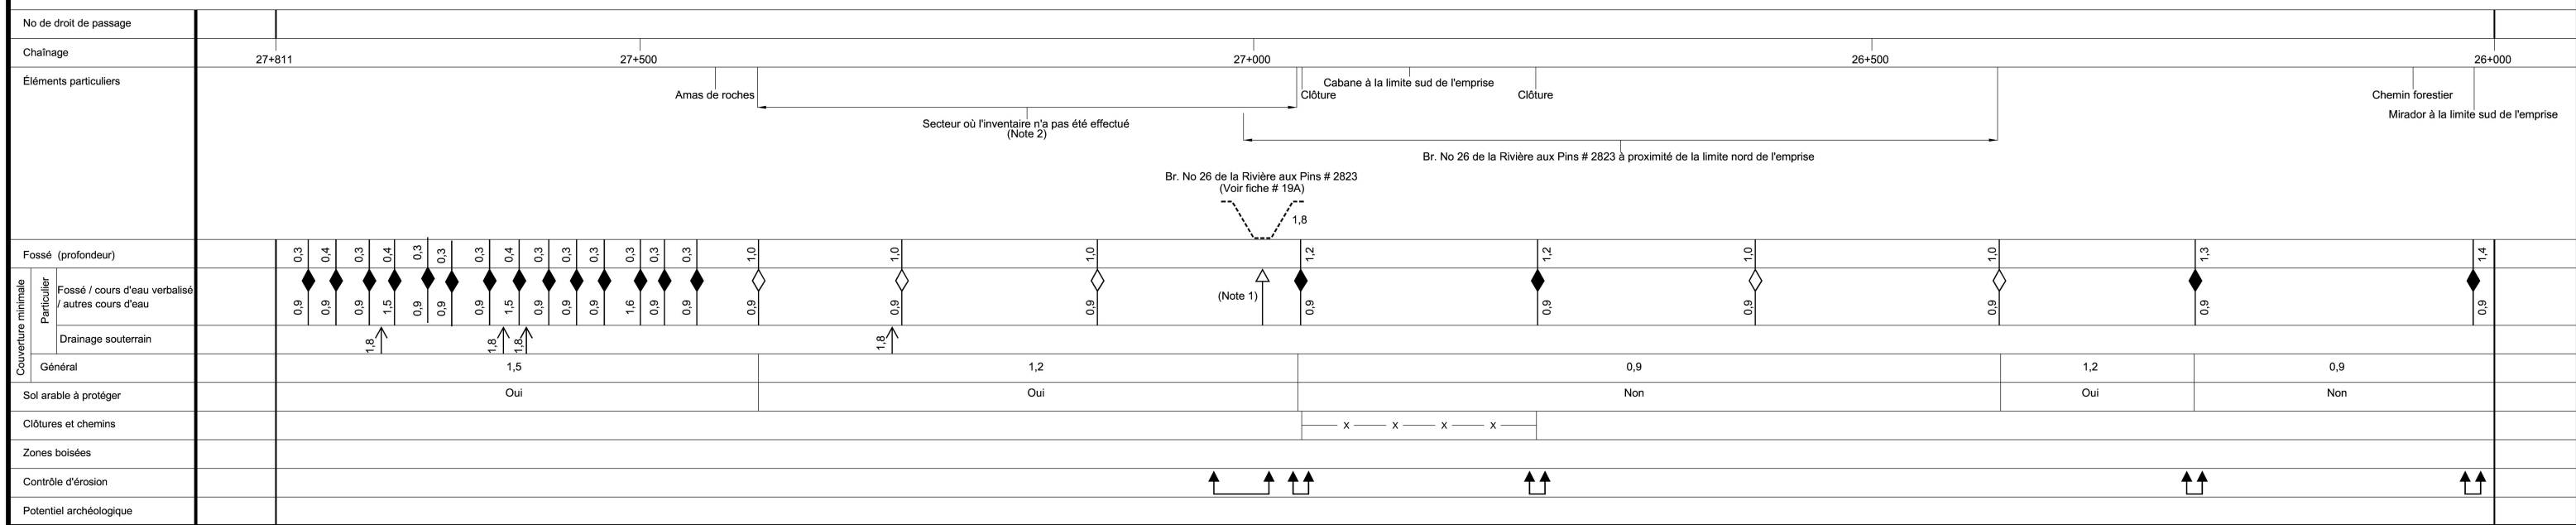 No de droit de passage
Chaînage
27+811 27+500 27+000 26+500 26+000
Éléments particuliers
Cabane à la limite sud de l'emprise
Amas de roches Clôture Clôture Chemin forestier
Mirador à la limite sud de l'emprise
Secteur où l'inventaire n'a pas été effectué
(Note 2)
Br. No 26 de la Rivière aux Pins # 2823 à proximité de la limite nord de l'emprise
Br. No 26 de la Rivière aux Pins # 2823
(Voir fiche # 19A)
1,8
Fossé (profondeur)
0,3 0,4 0,3 0,4 0,3 0,3 0,3 0,4 0,3 0,3 0,3 0,3 0,3 0,3 1,0 1,0 1,0 1,2 1,2 1,0 1,0 1,3 1,4
Couverture minimale
Particulier
Fossé / cours d'eau verbalisé
/ autres cours d'eau
(Note 1)
0,9 0,9 0,9 1,5 0,9 0,9 0,9 1,5 0,9 0,9 0,9 1,6 0,9 0,9 0,9 0,9 0,9 0,9 0,9 0,9 0,9 0,9 0,9
Drainage souterrain
1,8 1,8 1,8 1,8
Général
1,5 1,2 0,9 1,2 0,9
Sol arable à protéger
Oui Oui Non Oui Non
Clôtures et chemins
x x x x
Zones boisées
Contrôle d'érosion
Potentiel archéologique